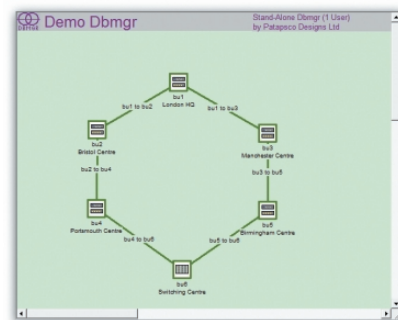 DBMGR
Demo Dbmgr
Stand-Alone Dbmgr (1 User)
by Patapsco Designs Ltd
bu1
London HQ
bu1 to bu2
bu1 to bu3
bu2
Bristol Centre
bu3
Manchester Centre
bu2 to bu4
bu3 to bu5
bu4
Portsmouth Centre
bu5
Birmingham Centre
bu4 to bu6
bu5 to bu6
bu6
Switching Centre